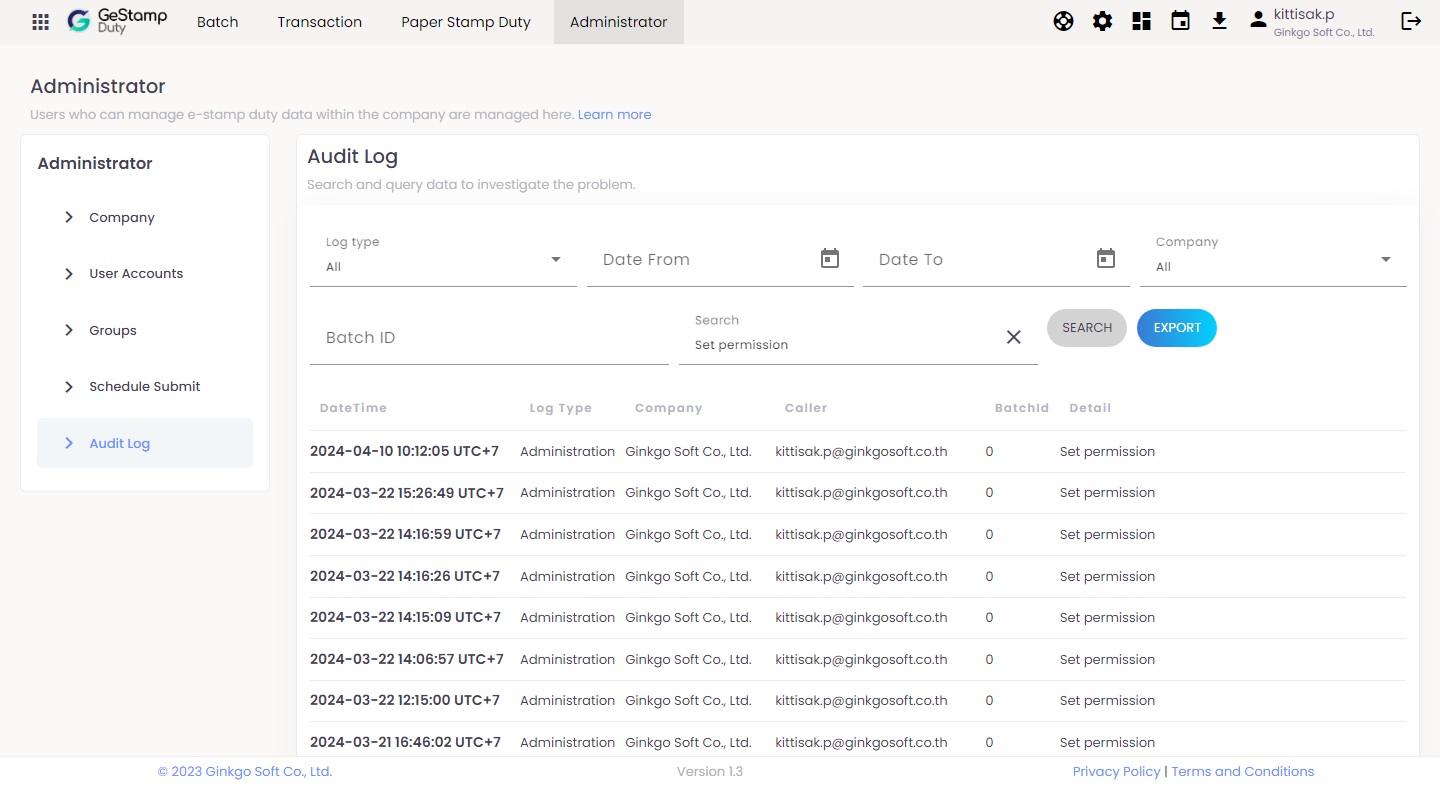 GeStamp Duty Batch Transaction Paper Stamp Duty Administrator kittisak.p
Ginkgo Soft Co., Ltd.
Administrator
Users who can manage e-stamp duty data within the company are managed here. Learn more
Administrator
Company
User Accounts
Groups
Schedule Submit
Audit Log
Audit Log
Search and query data to investigate the problem.
Log type
All
Date From
Date To
Company
All
Batch ID
Search
Set permission
SEARCH
EXPORT
DateTime Log Type Company Caller BatchId Detail
2024-04-10 10:12:05 UTC+7 Administration Ginkgo Soft Co., Ltd. kittisak.p@ginkgosoft.co.th 0 Set permission
2024-03-22 15:26:49 UTC+7 Administration Ginkgo Soft Co., Ltd. kittisak.p@ginkgosoft.co.th 0 Set permission
2024-03-22 14:16:59 UTC+7 Administration Ginkgo Soft Co., Ltd. kittisak.p@ginkgosoft.co.th 0 Set permission
2024-03-22 14:16:26 UTC+7 Administration Ginkgo Soft Co., Ltd. kittisak.p@ginkgosoft.co.th 0 Set permission
2024-03-22 14:15:09 UTC+7 Administration Ginkgo Soft Co., Ltd. kittisak.p@ginkgosoft.co.th 0 Set permission
2024-03-22 14:06:57 UTC+7 Administration Ginkgo Soft Co., Ltd. kittisak.p@ginkgosoft.co.th 0 Set permission
2024-03-22 12:15:00 UTC+7 Administration Ginkgo Soft Co., Ltd. kittisak.p@ginkgosoft.co.th 0 Set permission
2024-03-21 16:46:02 UTC+7 Administration Ginkgo Soft Co., Ltd. kittisak.p@ginkgosoft.co.th 0 Set permission
© 2023 Ginkgo Soft Co., Ltd. Version 1.3 Privacy Policy | Terms and Conditions